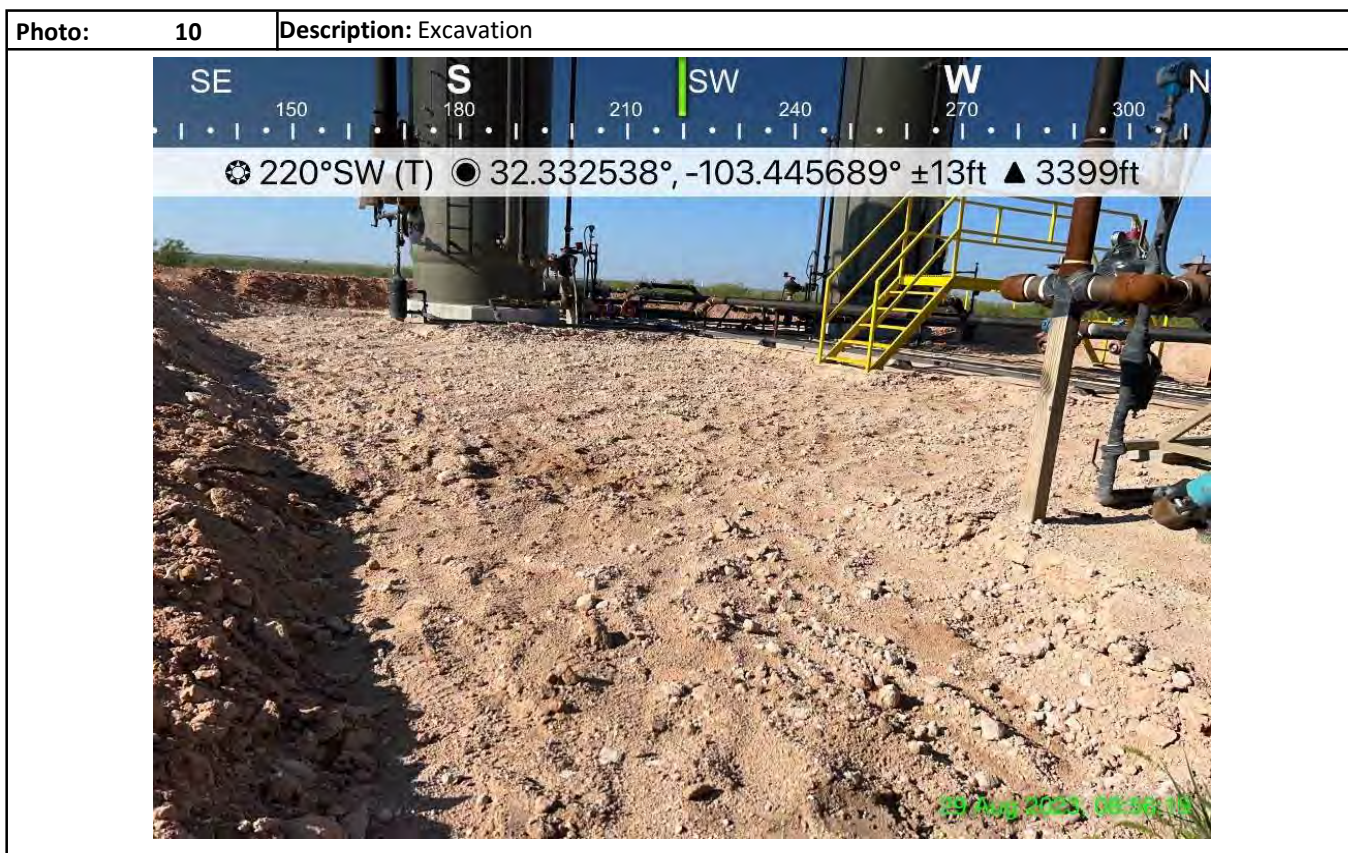 Photo: 10 Description: Excavation
SE S SW W N
150 180 210 240 270 300
220°SW (T) 32.332538°, -103.445689° ±13ft ▲ 3399ft
29 Aug 2023, 08:56:19